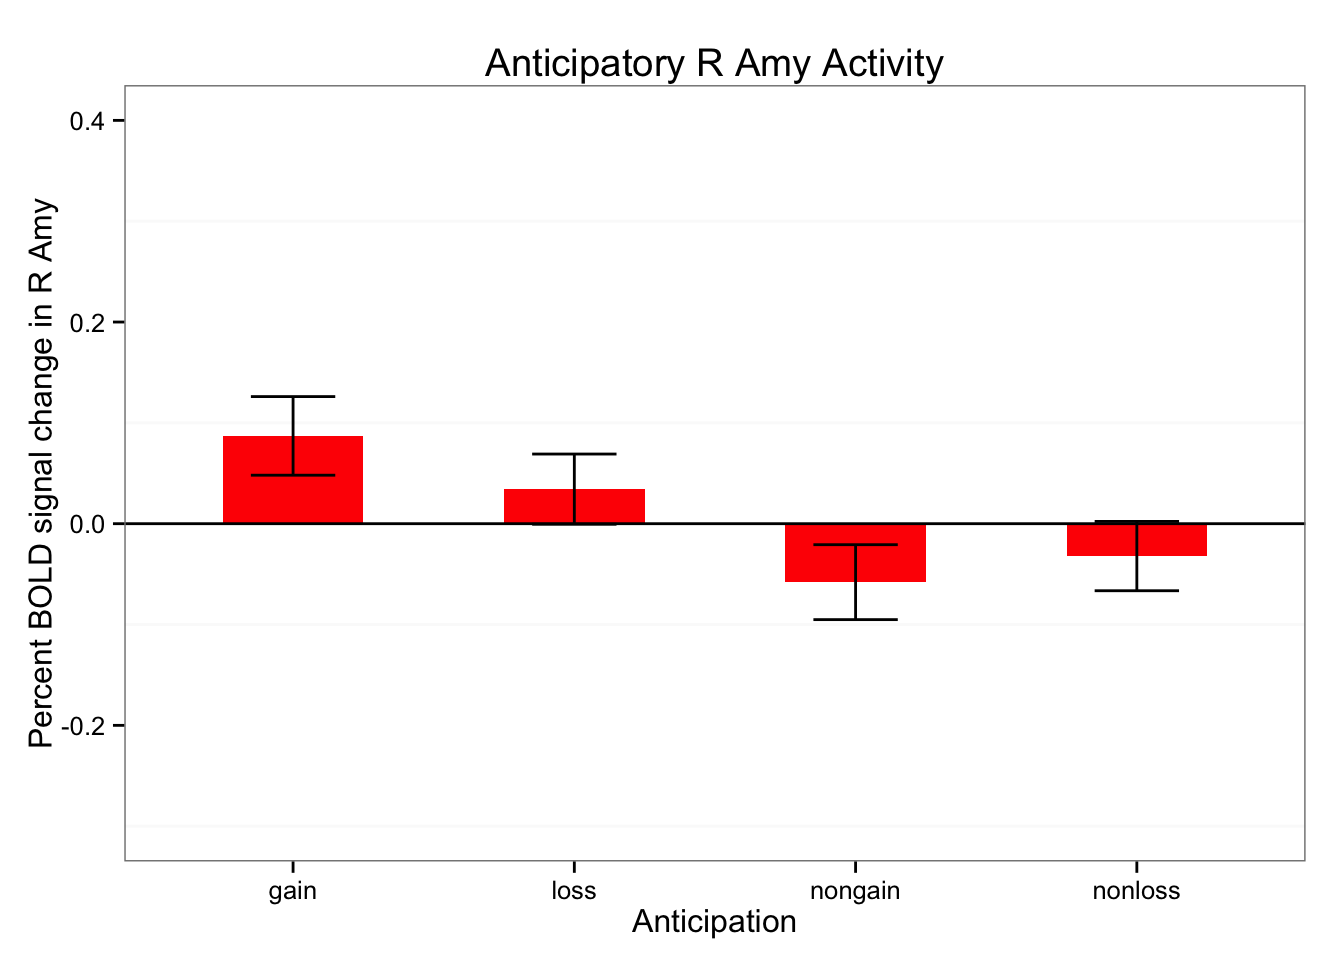 Anticipatory R Amy Activity
Percent BOLD signal change in R Amy
0.4
0.2
0.0
-0.2
gain loss nongain nonloss
Anticipation